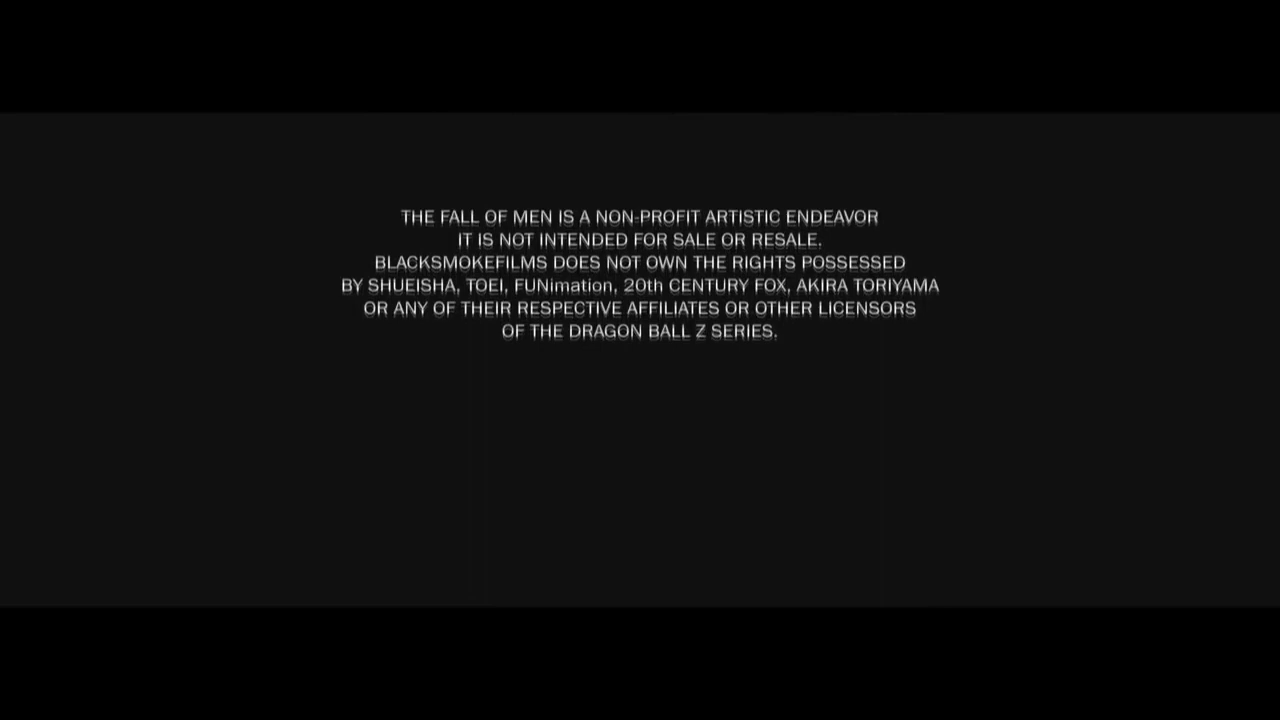 THE FALL OF MEN IS A NON-PROFIT ARTISTIC ENDEAVOR
IT IS NOT INTENDED FOR SALE OR RESALE.
BLACKSMOKEFILMS DOES NOT OWN THE RIGHTS POSSESSED
BY SHUEISHA, TOEI, FUNimation, 20th CENTURY FOX, AKIRA TORIYAMA
OR ANY OF THEIR RESPECTIVE AFFILIATES OR OTHER LICENSORS
OF THE DRAGON BALL Z SERIES.